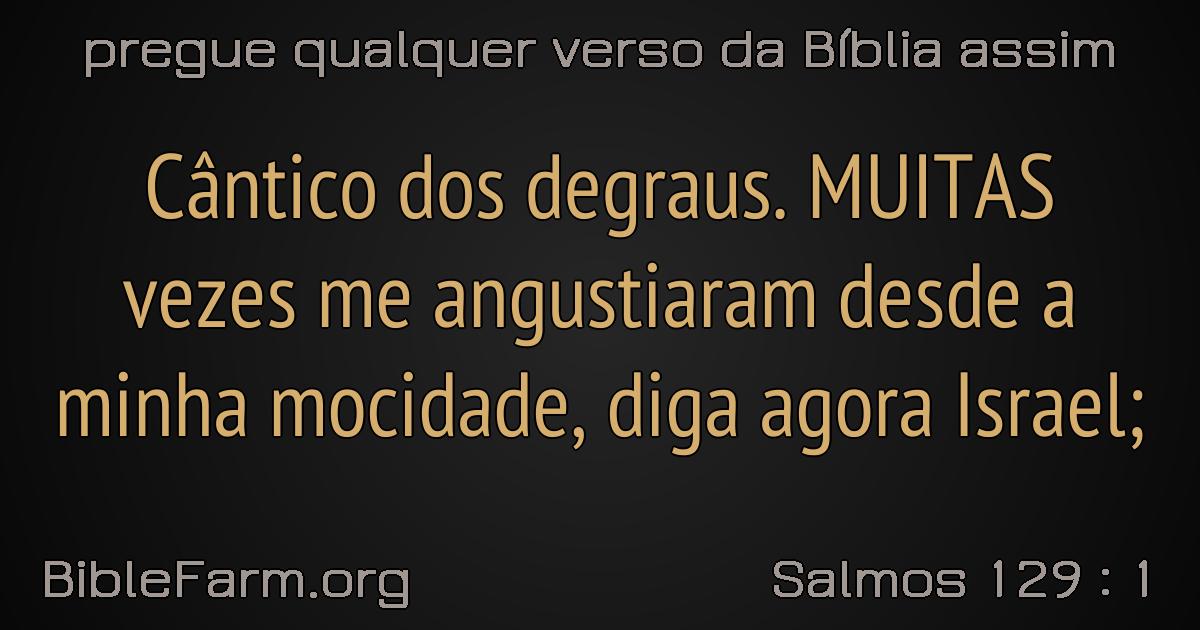 pregue qualquer verso da Bíblia assim
Cântico dos degraus. MUITAS
vezes me angustiaram desde a
minha mocidade, diga agora Israel;
BibleFarm.org
Salmos 129 : 1